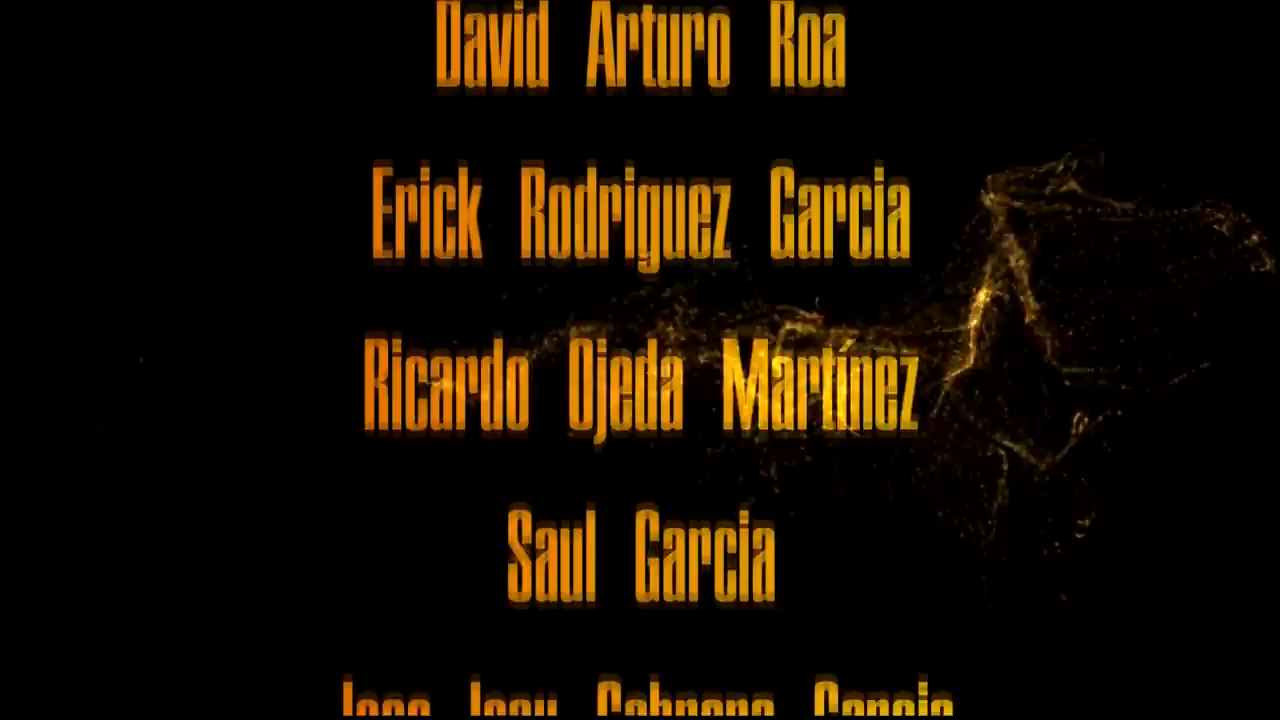 David Arturo Roa
Erick Rodriguez Garcia
Ricardo Ojeda Martínez
Saul Garcia